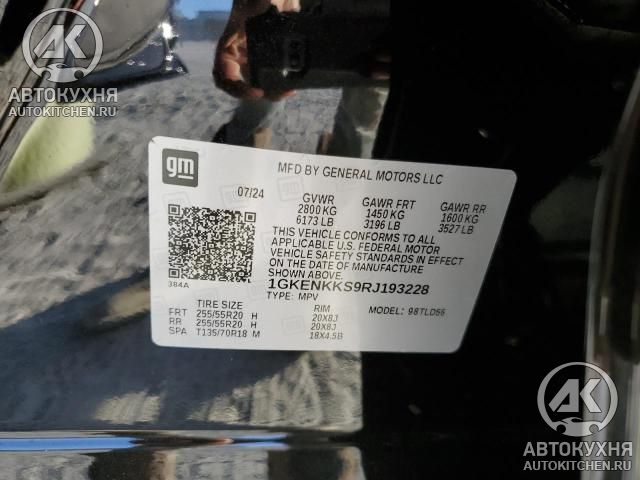 АВТОКУХНЯ
AUTOKITCHEN.RU
gm
MFD BY GENERAL MOTORS LLC
07/24 GVWR GAWR FRT GAWR RR
2800 KG 1450 KG 1600 KG
6173 LB 3196 LB 3527 LB
THIS VEHICLE CONFORMS TO ALL
APPLICABLE U.S. FEDERAL MOTOR
VEHICLE SAFETY STANDARDS IN EFFECT
ON THE DATE OF MANUFACTURE
SHOWN ABOVE.
384A
1GKENKKS9RJ193228
TYPE: MPV MODEL: 98TLD56
TIRE SIZE RIM
FRT 255/55R20 H 20X8J
RR 255/55R20 H 20X8J
SPA T135/70R18 M 18X4.5B
АК
АВТОКУХНЯ
AUTOKITCHEN.RU